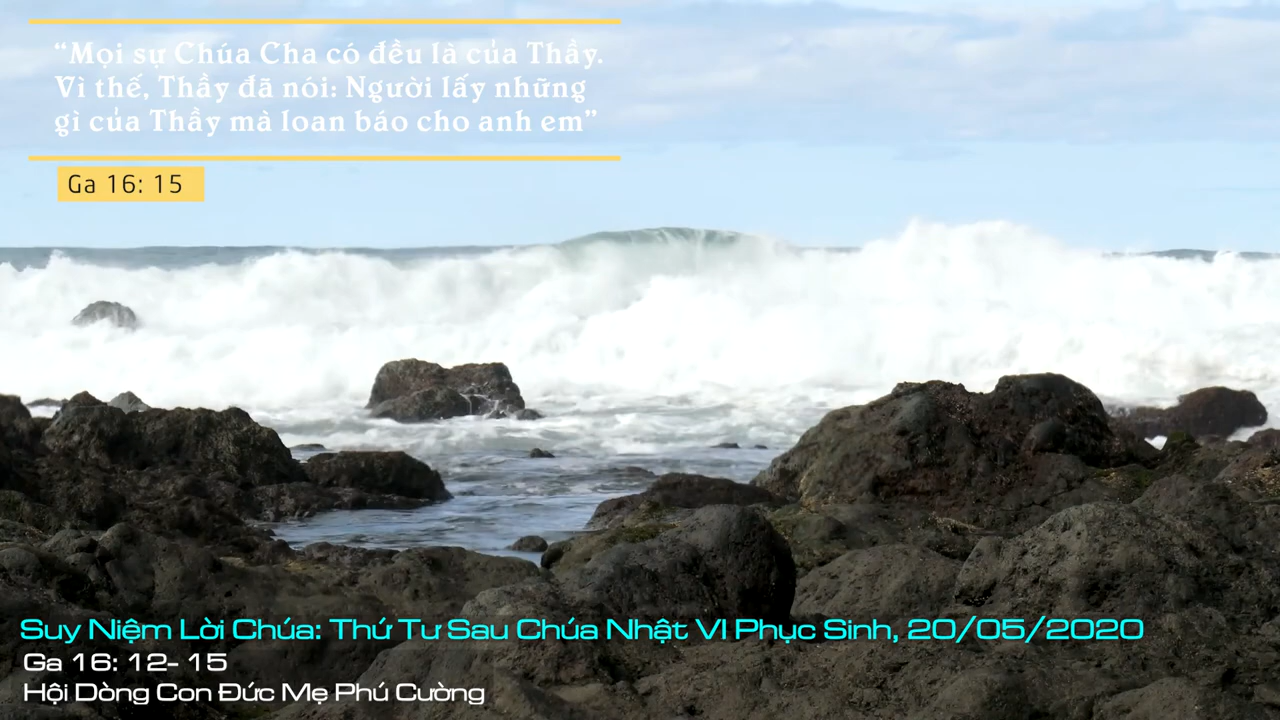 “Mọi sự Chúa Cha có đều là của Thầy.
Vì thế, Thầy đã nói: Người lấy những
gì của Thầy mà loan báo cho anh em”
Ga 16: 15
Suy Niệm Lời Chúa: Thứ Tư Sau Chúa Nhật VI Phục Sinh, 20/05/2020
Ga 16: 12- 15
Hội Dòng Con Đức Mẹ Phú Cường